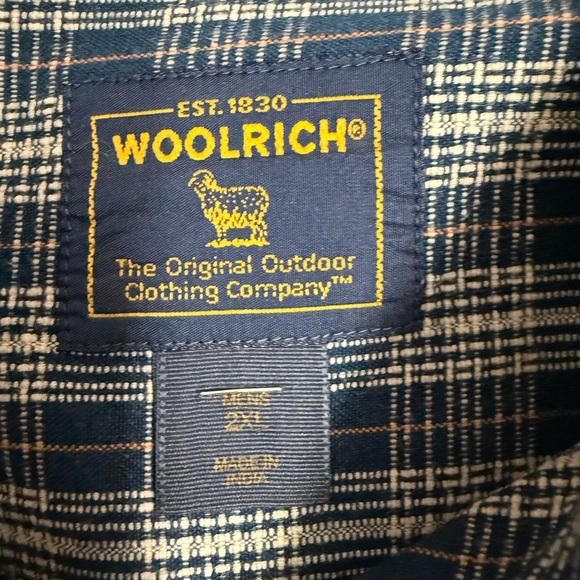 EST. 1830
WOOLRICH®
The Original Outdoor
Clothing Company™
MENS
2XL
MADE IN
INDIA